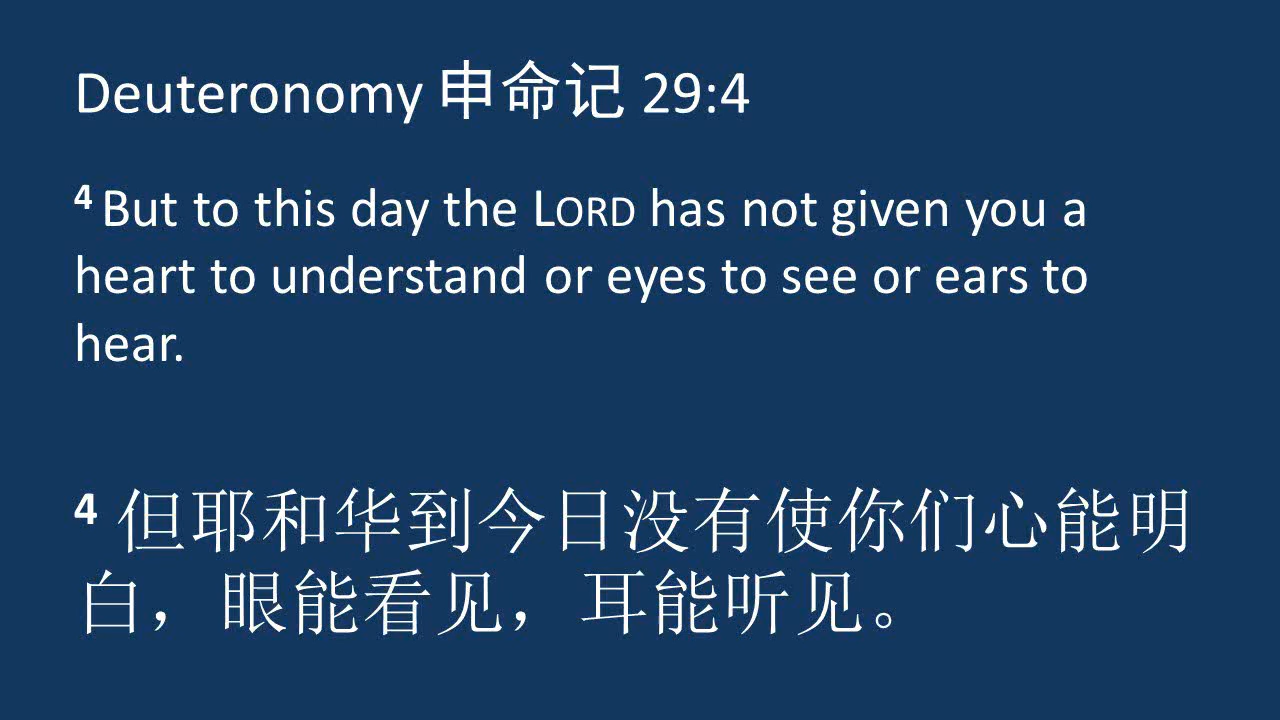 Deuteronomy 申命记 29:4
4 But to this day the LORD has not given you a
heart to understand or eyes to see or ears to
hear.
4 但耶和华到今日没有使你们心能明
白，眼能看见，耳能听见。